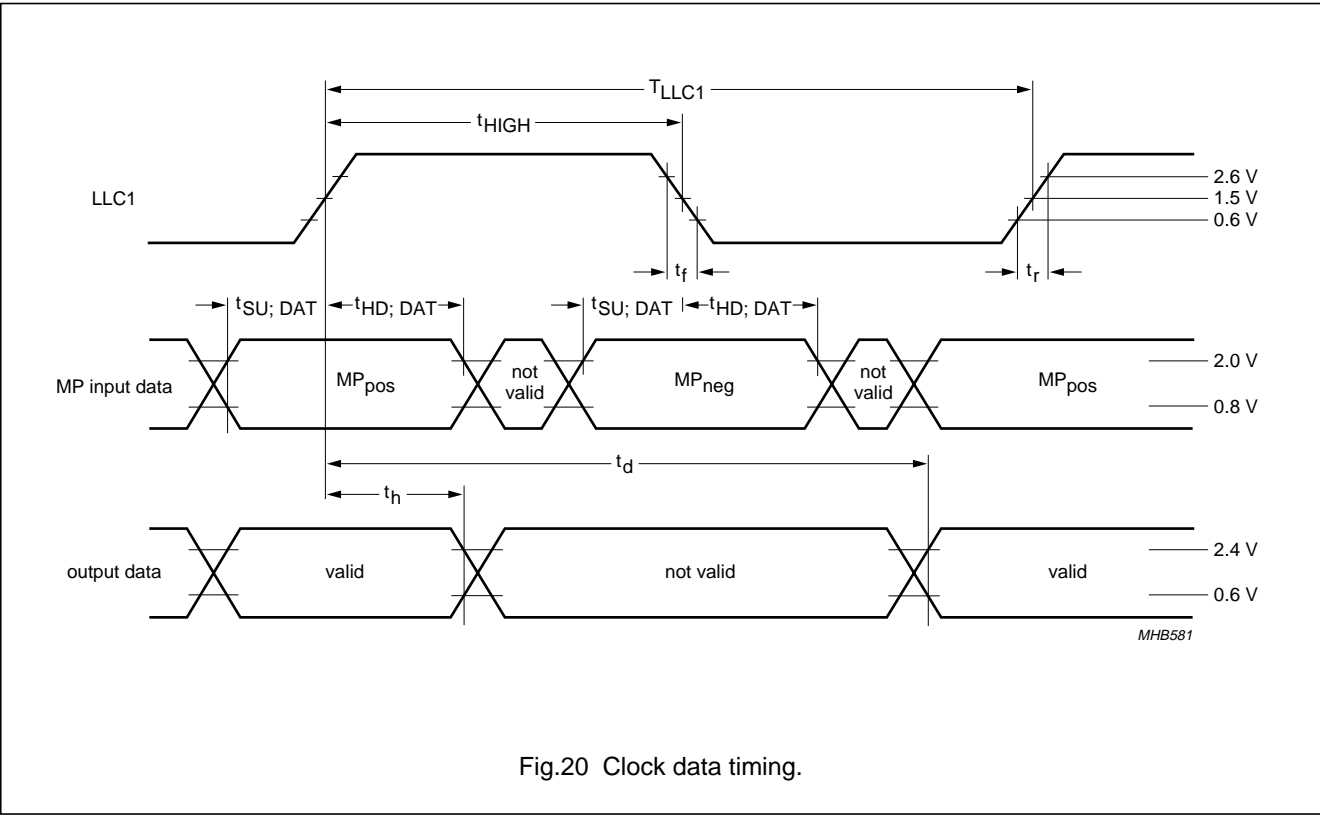 TLLC1
tHIGH
LLC1
2.6 V
1.5 V
0.6 V
tf
tr
tSU; DAT
tHD; DAT
tSU; DAT
tHD; DAT
MP input data
MPpos
not
valid
MPneg
not
valid
MPpos
2.0 V
0.8 V
td
th
output data
valid
not valid
valid
2.4 V
0.6 V
MHB581
Fig.20 Clock data timing.